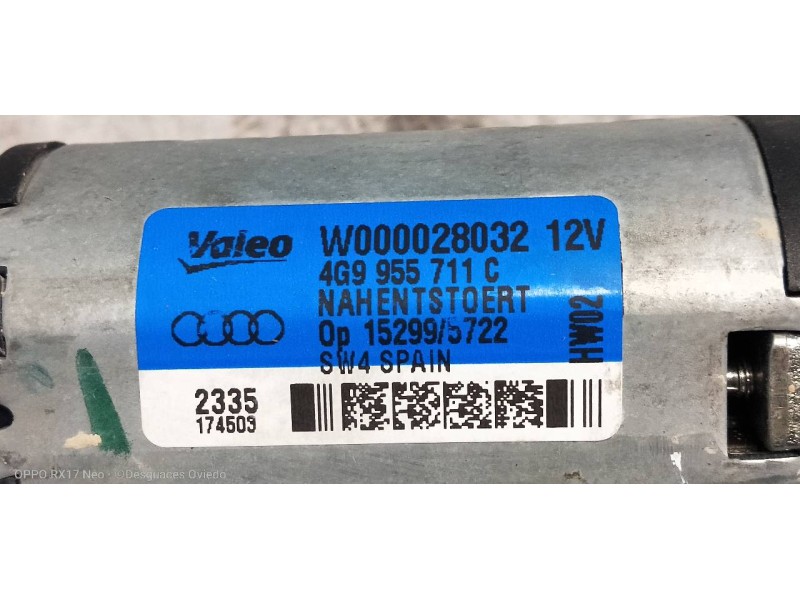 Valeo W000028032 12V
4G9 955 711 C
NAHENTSTOERT
Op 15299/5722
SW4 SPAIN
HW02
2335
174503
OPPO RX17 Neo Desguaces Oviedo